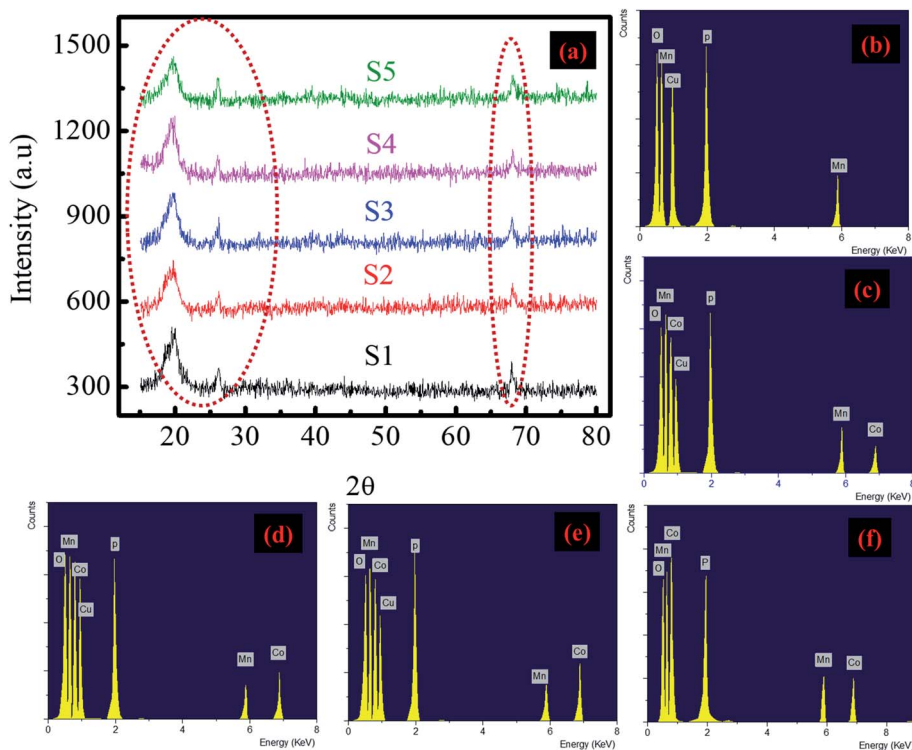 (a)
1500
1200
900
600
300
Intensity (a.u)
S5
S4
S3
S2
S1
20 30 40 50 60 70 80
2θ
(b)
Counts
O
Mn
Cu
p
Mn
0 2 4 6 8
Energy (KeV)
(c)
Counts
Mn
O
Co
Cu
p
Mn
Co
0 2 4 6 8
Energy (KeV)
(d)
Counts
Mn
O
Co
Cu
p
Mn
Co
0 2 4 6 8
Energy (KeV)
(e)
Counts
Mn
O
Co
Cu
p
Mn
Co
0 2 4 6 8
Energy (KeV)
(f)
Counts
Co
Mn
O
P
Mn
Co
0 2 4 6 8
Energy (KeV)